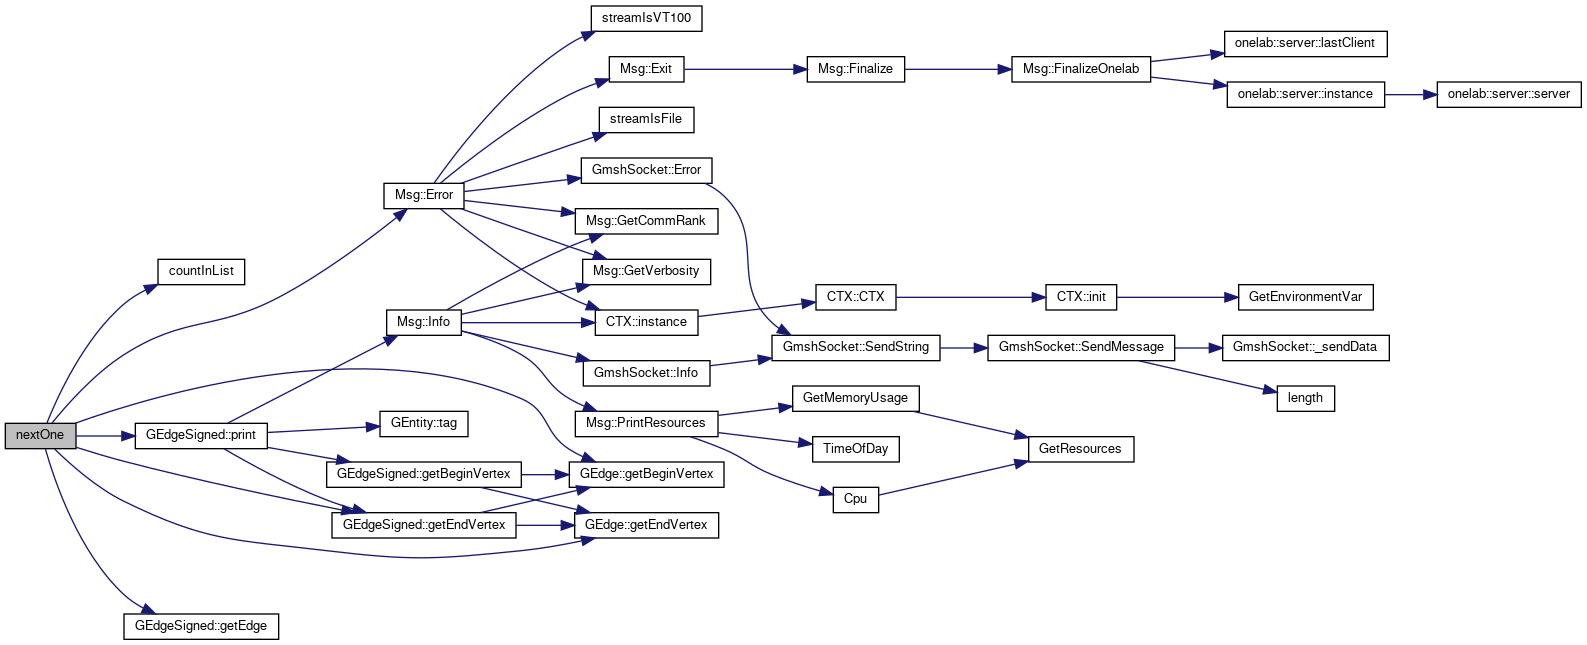 streamIsVT100
onelab::server::lastClient
Msg::Exit
Msg::Finalize
Msg::FinalizeOnelab
onelab::server::instance
onelab::server::server
streamIsFile
GmshSocket::Error
Msg::Error
Msg::GetCommRank
countInList
Msg::GetVerbosity
CTX::CTX
CTX::init
GetEnvironmentVar
Msg::Info
CTX::instance
GmshSocket::SendString
GmshSocket::SendMessage
GmshSocket::_sendData
GmshSocket::Info
GetMemoryUsage
length
GEntity::tag
Msg::PrintResources
nextOne
GEdgeSigned::print
TimeOfDay
GetResources
GEdgeSigned::getBeginVertex
GEdge::getBeginVertex
Cpu
GEdgeSigned::getEndVertex
GEdge::getEndVertex
GEdgeSigned::getEdge